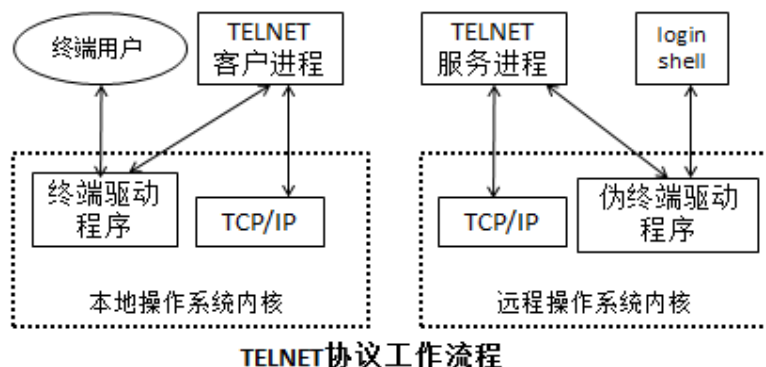 终端用户
TELNET
客户进程
TELNET
服务进程
login
shell
终端驱动
程序
TCP/IP
TCP/IP
伪终端驱动
程序
本地操作系统内核
远程操作系统内核
TELNET协议工作流程